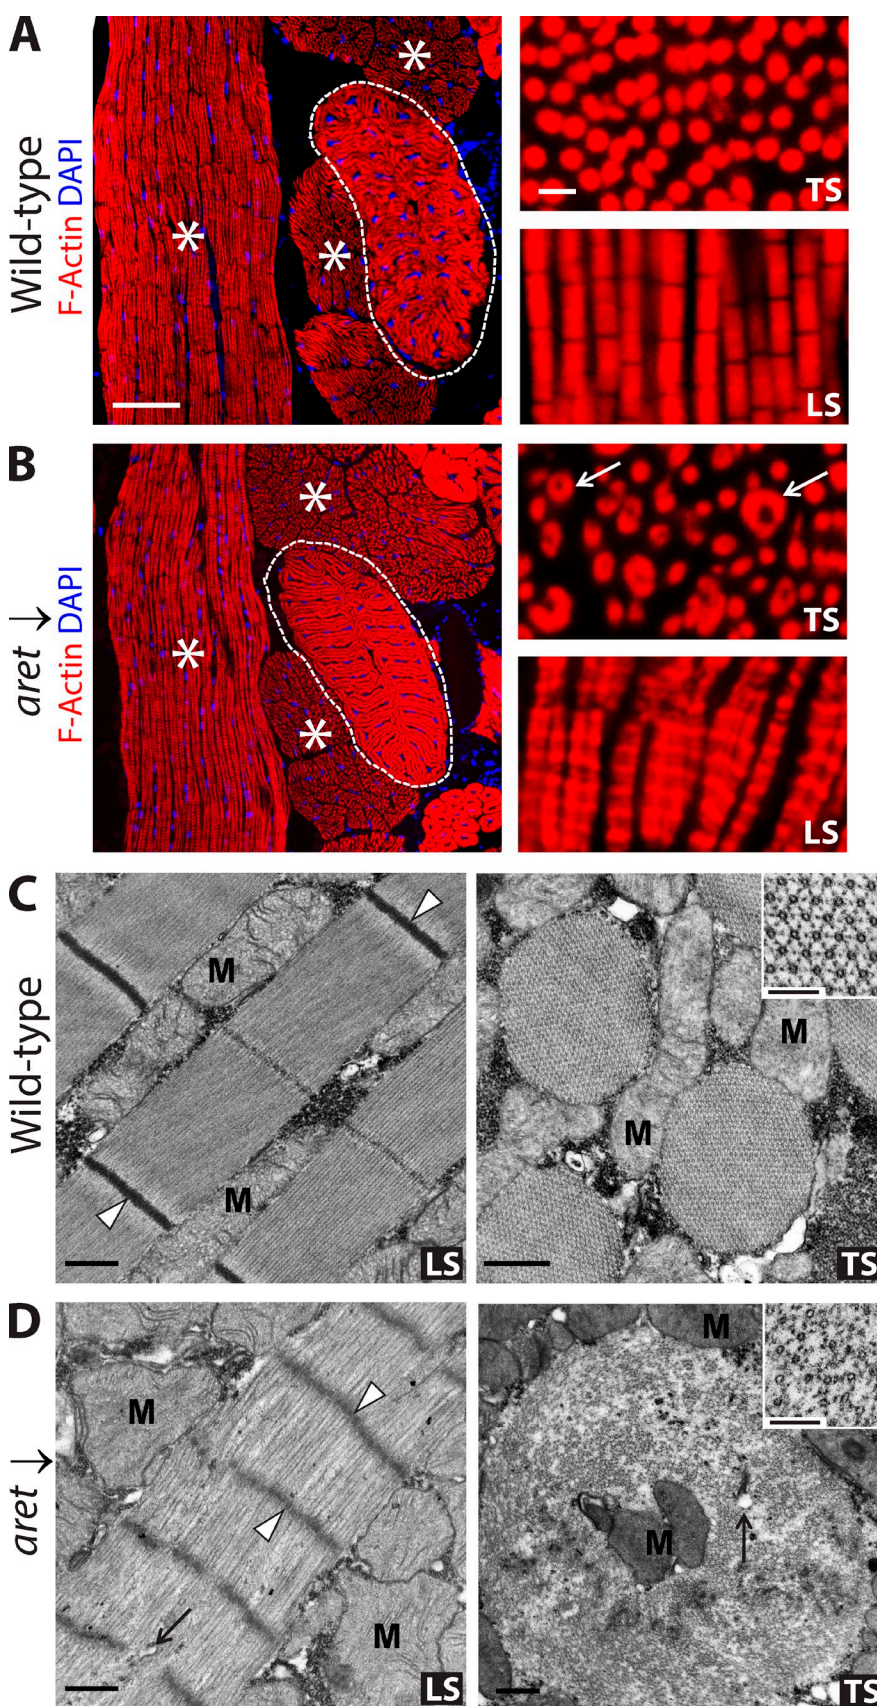 A
Wild-type
F-Actin DAPI
*
*
*
TS
LS
B
aret ↓
F-Actin DAPI
*
*
*
TS
LS
C
Wild-type
M
M
LS
M
M
TS
D
aret ↓
M
M
LS
M
M
TS